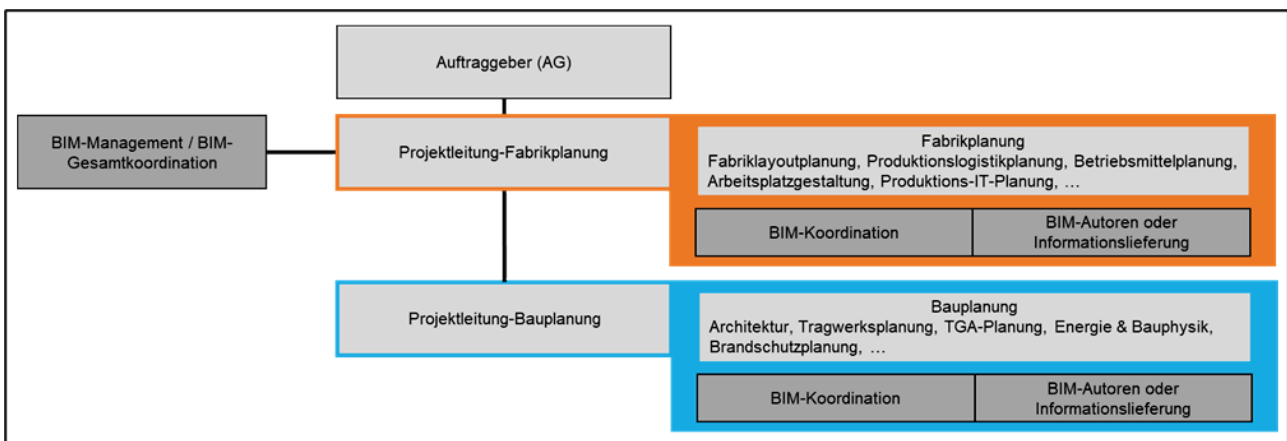 Auftraggeber (AG)
BIM-Management / BIM-
Gesamtkoordination
Projektleitung-Fabrikplanung
Fabrikplanung
Fabriklayoutplanung, Produktionslogistikplanung, Betriebsmittelplanung,
Arbeitsplatzgestaltung, Produktions-IT-Planung, …
BIM-Koordination
BIM-Autoren oder
Informationslieferung
Projektleitung-Bauplanung
Bauplanung
Architektur, Tragwerksplanung, TGA-Planung, Energie & Bauphysik,
Brandschutzplanung, …
BIM-Koordination
BIM-Autoren oder
Informationslieferung